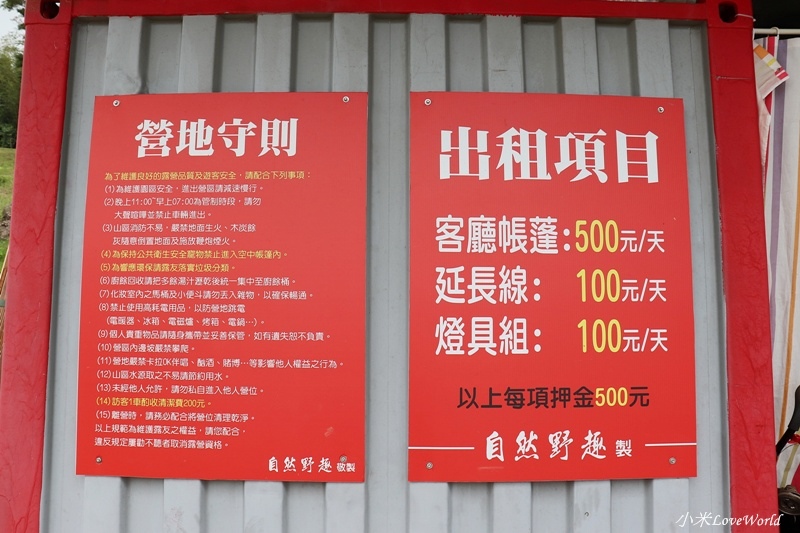 營地守則
為了維護良好的露營品質及遊客安全，請配合下列事項：
(1)為維護園區安全，進出營區請減速慢行。
(2)晚上11:00~早上07:00為管制時段，請勿
大聲喧嘩並禁止車輛進出。
(3)山區消防不易，嚴禁地面生火、木炭餘
灰隨意倒置地面及施放鞭炮煙火。
(4)為保持公共衛生安全寵物禁止進入空中帳蓬內。
(5)為響應環保請露友落實垃圾分類。
(6)廚餘回收請把多餘湯汁瀝乾後統一集中至廚餘桶。
(7)化妝室內之馬桶及小便斗請勿丟入雜物，以確保暢通。
(8)禁止使用高耗電用品，以防營地跳電
(電暖器、冰箱、電磁爐、烤箱、電鍋…)。
(9)個人貴重物品請隨身攜帶並妥善保管，如有遺失恕不負責。
(10)營區內邊坡嚴禁攀爬。
(11)營地嚴禁卡拉OK伴唱、酗酒、賭博…等影響他人權益之行為。
(12)山區水源取之不易請節約用水。
(13)未經他人允許，請勿私自進入他人營位。
(14)訪客1車酌收清潔費200元。
(15)離營時，請務必配合將營位清理乾淨。
以上規範為維護露友之權益，請您配合，
違反規定屢勸不聽者取消露營資格。
自然野趣 敬製
出租項目
客廳帳蓬：500元/天
延長線： 100元/天
燈具組： 100元/天
以上每項押金500元
自然野趣 製
小米LoveWorld